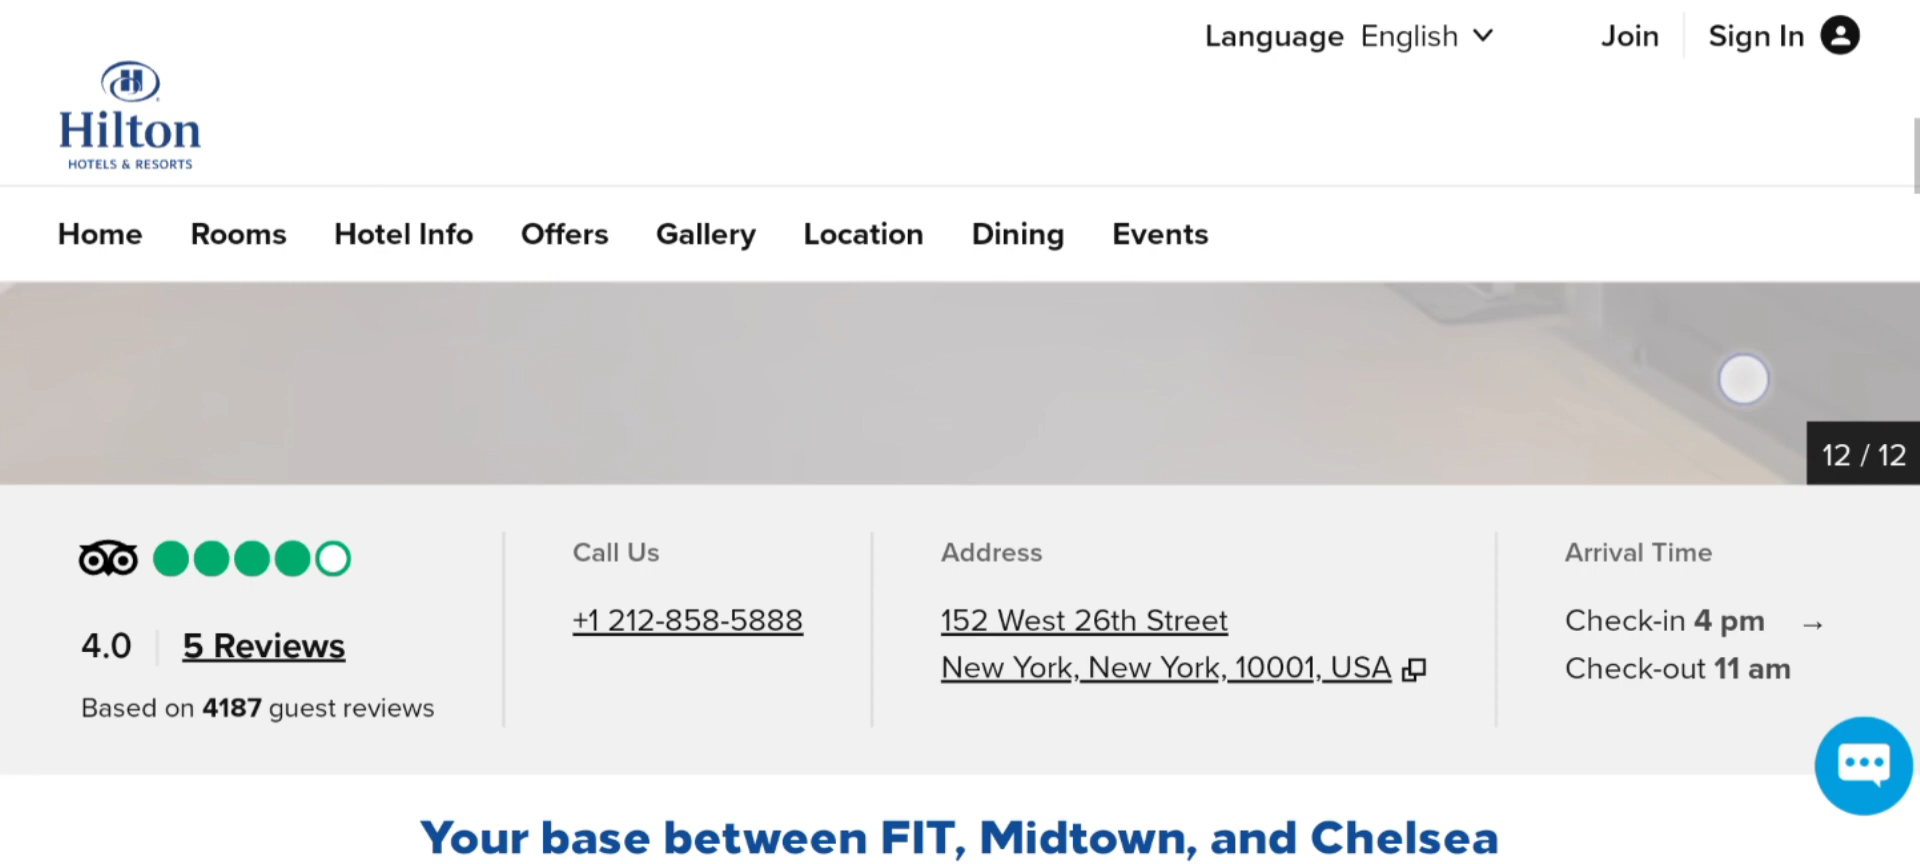 Language English
Join
Sign In
H
Hilton
HOTELS & RESORTS
Home
Rooms
Hotel Info
Offers
Gallery
Location
Dining
Events
12 / 12
4.0
5 Reviews
Based on 4187 guest reviews
Call Us
+1 212-858-5888
Address
152 West 26th Street
New York, New York, 10001, USA
Arrival Time
Check-in 4 pm →
Check-out 11 am
Your base between FIT, Midtown, and Chelsea